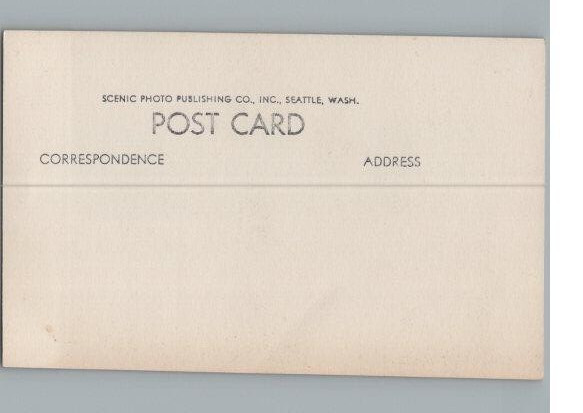 SCENIC PHOTO PUBLISHING CO., INC., SEATTLE, WASH.
POST CARD
CORRESPONDENCE ADDRESS